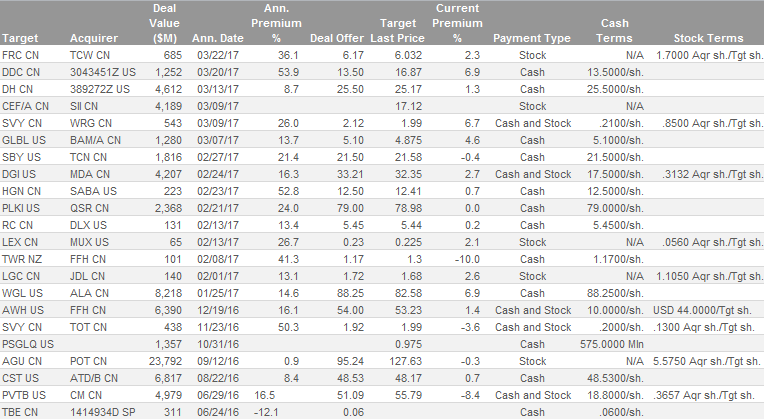 Deal Ann. Target Current
Value Premium Cash
Target Acquirer ($M) Ann. Date % Deal Offer Last Price Premium % Payment Type Terms Stock Terms
FRC CN TCW CN 685 03/22/17 36.1 6.17 6.032 2.3 Stock N/A 1.7000 Aqr sh./Tgt sh.
DDC CN 3043451Z US 1,252 03/20/17 53.9 13.50 16.87 6.9 Cash 13.5000/sh.
DH CN 389272Z US 4,612 03/13/17 8.7 25.50 25.17 1.3 Cash 25.5000/sh.
CEF/A CN SII CN 4,189 03/09/17 17.12 Stock N/A
SVY CN WRG CN 543 03/09/17 26.0 2.12 1.99 6.7 Cash and Stock .2100/sh. .8500 Aqr sh./Tgt sh.
GLBL US BAM/A CN 1,280 03/07/17 13.7 5.10 4.875 4.6 Cash 5.1000/sh.
SBY US TCN CN 1,816 02/27/17 21.4 21.50 21.58 -0.4 Cash 21.5000/sh.
DGI US MDA CN 4,207 02/24/17 16.3 33.21 32.35 2.7 Cash and Stock 17.5000/sh. .3132 Aqr sh./Tgt sh.
HGN CN SABA US 223 02/23/17 52.8 12.50 12.41 0.7 Cash 12.5000/sh.
PLKI US QSR CN 2,368 02/21/17 24.0 79.00 78.98 0.0 Cash 79.0000/sh.
RC CN DLX US 131 02/13/17 13.4 5.45 5.44 0.2 Cash 5.4500/sh.
LEX CN MUX US 65 02/13/17 26.7 0.23 0.225 2.1 Stock N/A .0560 Aqr sh./Tgt sh.
TWR NZ FFH CN 101 02/08/17 41.3 1.17 1.3 -10.0 Cash 1.1700/sh.
LGC CN JDL CN 140 02/01/17 13.1 1.72 1.68 2.6 Stock N/A 1.1050 Aqr sh./Tgt sh.
WGL US ALA CN 8,218 01/25/17 14.6 88.25 82.58 6.9 Cash 88.2500/sh.
AWH US FFH CN 6,390 12/19/16 16.1 54.00 53.23 1.4 Cash and Stock 10.0000/sh. USD 44.0000/Tgt sh.
SVY CN TOT CN 438 11/23/16 50.3 1.92 1.99 -3.6 Cash and Stock .2000/sh. .1300 Aqr sh./Tgt sh.
PSGLQ US 1,357 10/31/16 0.975 Cash 575.0000 Mln
AGU CN POT CN 23,792 09/12/16 0.9 95.24 127.63 -0.3 Stock N/A 5.5750 Aqr sh./Tgt sh.
CST US ATD/B CN 6,817 08/22/16 8.4 48.53 48.17 0.7 Cash 48.5300/sh.
PVTB US CM CN 4,979 06/29/16 16.5 51.09 55.79 -8.4 Cash and Stock 18.8000/sh. .3657 Aqr sh./Tgt sh.
TBE CN 1414934D SP 311 06/24/16 -12.1 0.06 Cash .0600/sh.